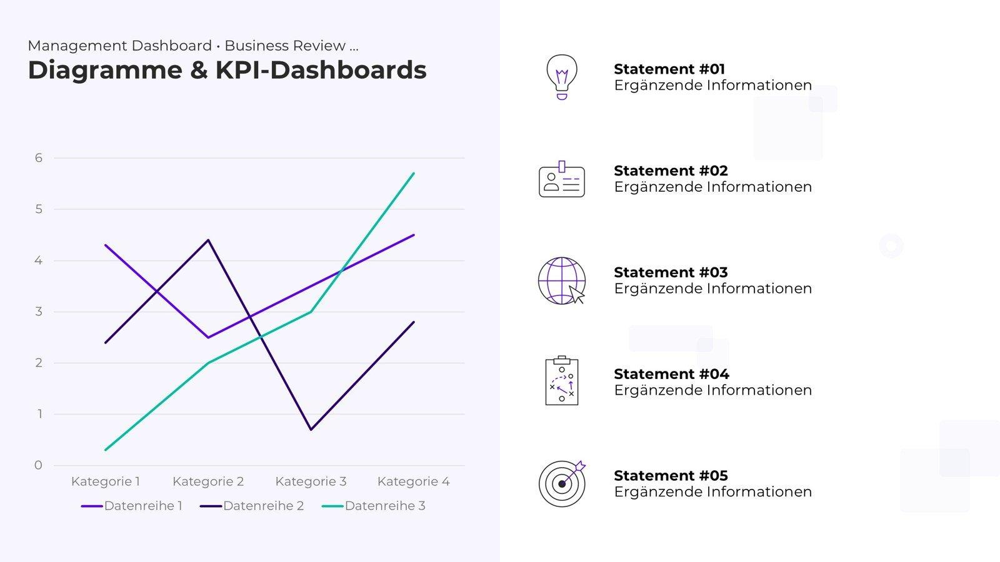 Management Dashboard • Business Review ...
Diagramme & KPI-Dashboards
6
5
4
3
2
1
0
Kategorie 1 Kategorie 2 Kategorie 3 Kategorie 4
Datenreihe 1 Datenreihe 2 Datenreihe 3
Statement #01
Ergänzende Informationen
Statement #02
Ergänzende Informationen
Statement #03
Ergänzende Informationen
Statement #04
Ergänzende Informationen
Statement #05
Ergänzende Informationen